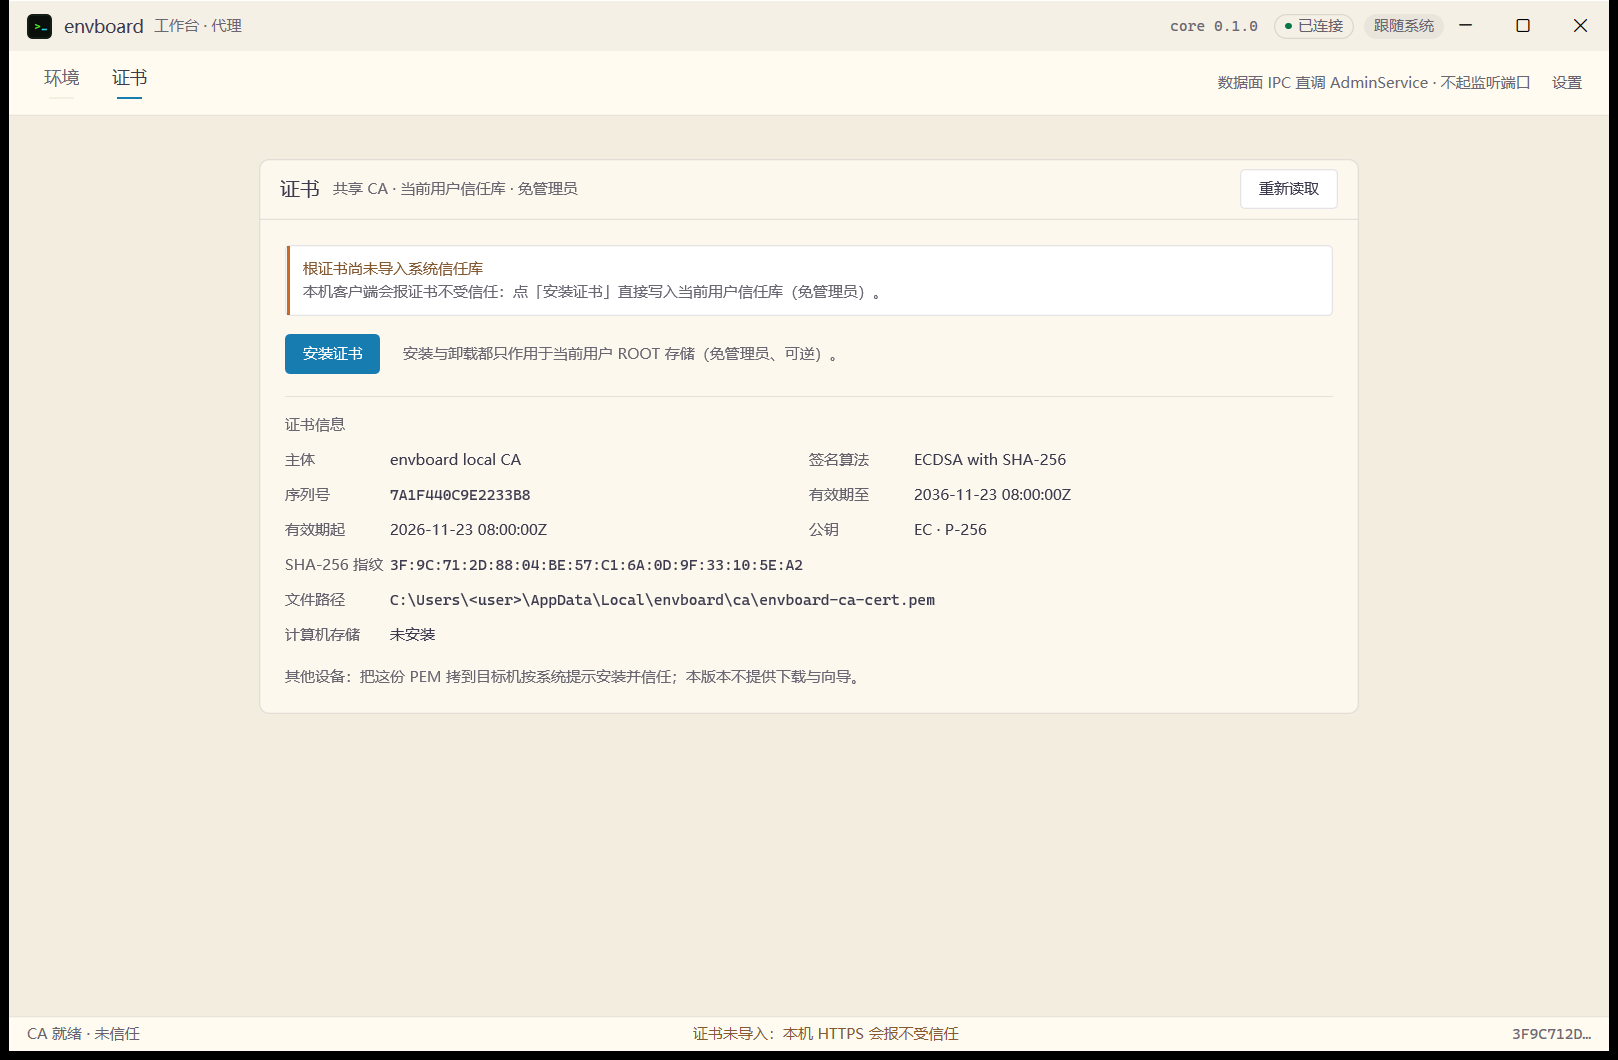 >_ envboard 工作台 · 代理 core 0.1.0 已连接 跟随系统
环境 证书 数据面 IPC 直调 AdminService · 不起监听端口 设置
证书 共享 CA · 当前用户信任库 · 免管理员 重新读取
根证书尚未导入系统信任库
本机客户端会报证书不受信任：点「安装证书」直接写入当前用户信任库（免管理员）。
安装证书 安装与卸载都只作用于当前用户 ROOT 存储（免管理员、可逆）。
证书信息
主体 envboard local CA 签名算法 ECDSA with SHA-256
序列号 7A1F440C9E2233B8 有效期至 2036-11-23 08:00:00Z
有效期起 2026-11-23 08:00:00Z 公钥 EC · P-256
SHA-256 指纹 3F:9C:71:2D:88:04:BE:57:C1:6A:0D:9F:33:10:5E:A2
文件路径 C:\Users\<user>\AppData\Local\envboard\ca\envboard-ca-cert.pem
计算机存储 未安装
其他设备：把这份 PEM 拷到目标机按系统提示安装并信任；本版本不提供下载与向导。
CA 就绪 · 未信任 证书未导入：本机 HTTPS 会报不受信任 3F9C712D…